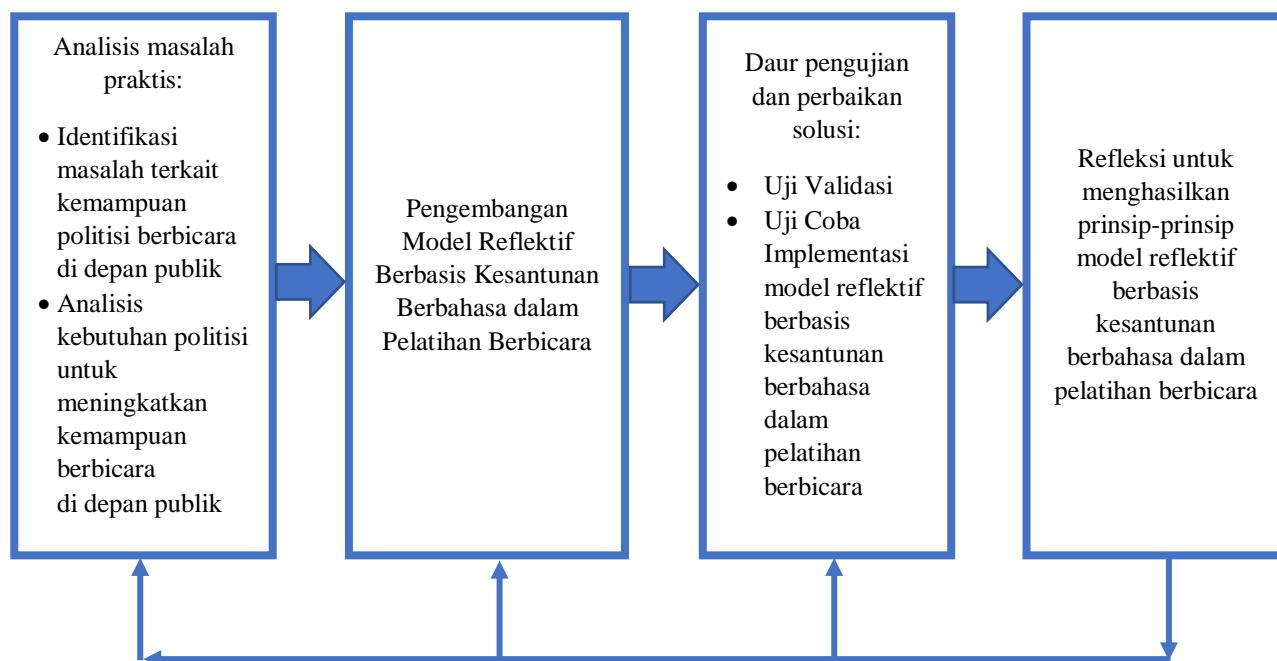 Analisis masalah
praktis:
• Identifikasi
masalah terkait
kemampuan
politisi berbicara
di depan publik
• Analisis
kebutuhan politisi
untuk
meningkatkan
kemampuan
berbicara
di depan publik
Pengembangan
Model Reflektif
Berbasis Kesantunan
Berbahasa dalam
Pelatihan Berbicara
Daur pengujian
dan perbaikan
solusi:
• Uji Validasi
• Uji Coba
Implementasi
model reflektif
berbasis
kesantunan
berbahasa
dalam
pelatihan
berbicara
Refleksi untuk
menghasilkan
prinsip-prinsip
model reflektif
berbasis
kesantunan
berbahasa dalam
pelatihan berbicara